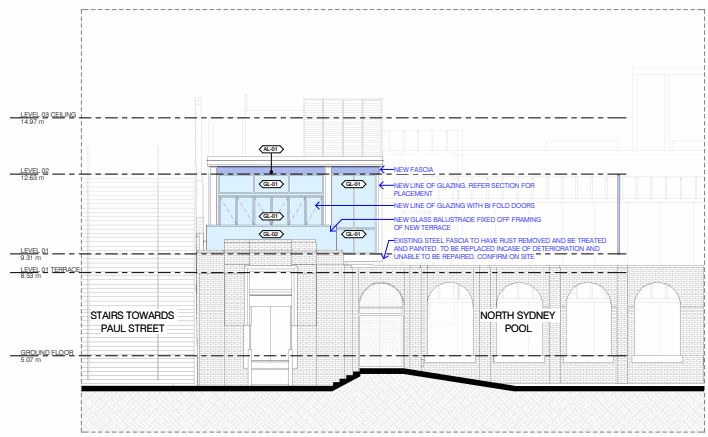 LEVEL 03 CEILING
14.97 m
AL-01
LEVEL 02
12.63 m
NEW FASCIA
GL-01
GL-01
NEW LINE OF GLAZING. REFER SECTION FOR
PLACEMENT
NEW LINE OF GLAZING WITH BI FOLD DOORS
GL-01
NEW GLASS BALUSTRADE FIXED OFF FRAMING
OF NEW TERRACE
GL-02
GL-01
EXISTING STEEL FASCIA TO HAVE RUST REMOVED AND BE TREATED
AND PAINTED. TO BE REPLACED INCASE OF DETERIORATION AND
UNABLE TO BE REPAIRED. CONFIRM ON SITE
LEVEL 01
9.31 m
LEVEL 01 TERRACE
8.53 m
STAIRS TOWARDS
PAUL STREET
NORTH SYDNEY
POOL
GROUND FLOOR
5.07 m